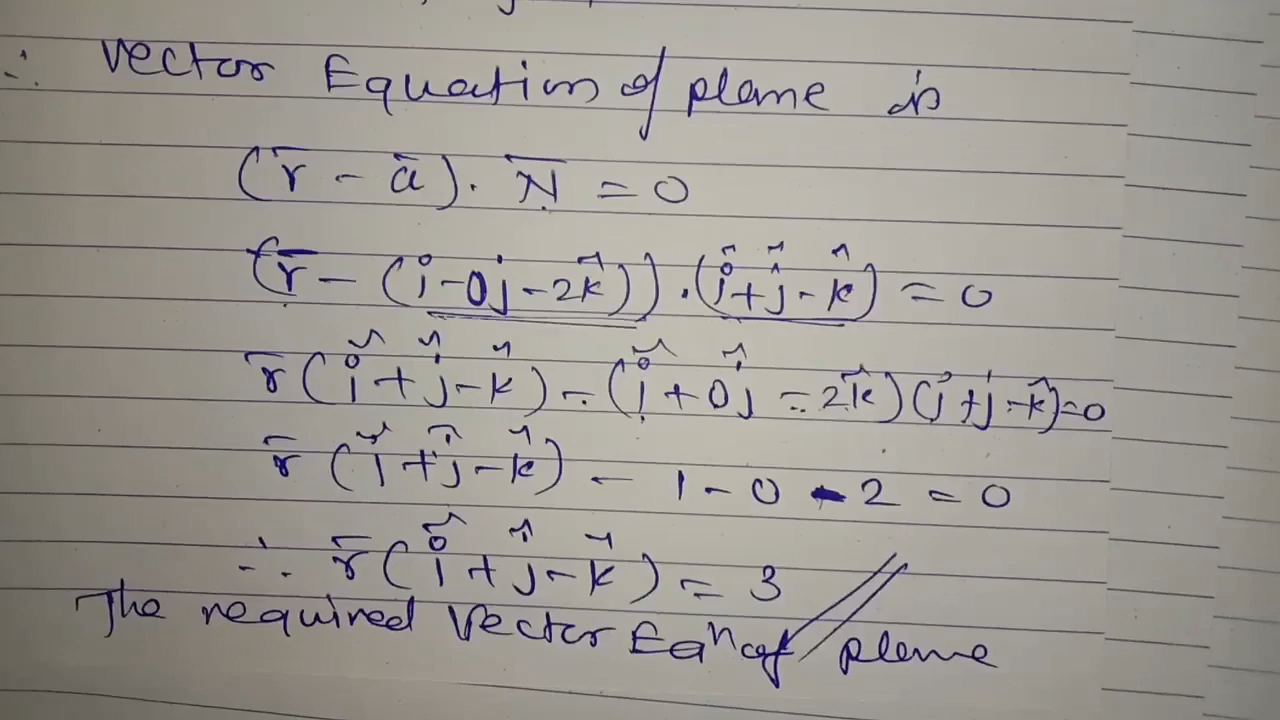 ∴ Vector Equation of plane is
(r̄ - ā). N̄ = 0
(r̄ - (i - 0j - 2k̂)).(î + ĵ - k̂) = 0
r̄(î + ĵ - k̂) - (î + 0ĵ - 2k̂)(i + j - k̂) = 0
r̄(î + ĵ - k̂) - 1 - 0 - 2 = 0
∴ r̄(î + ĵ - k̂) = 3
The required Vector Eqⁿ of plane